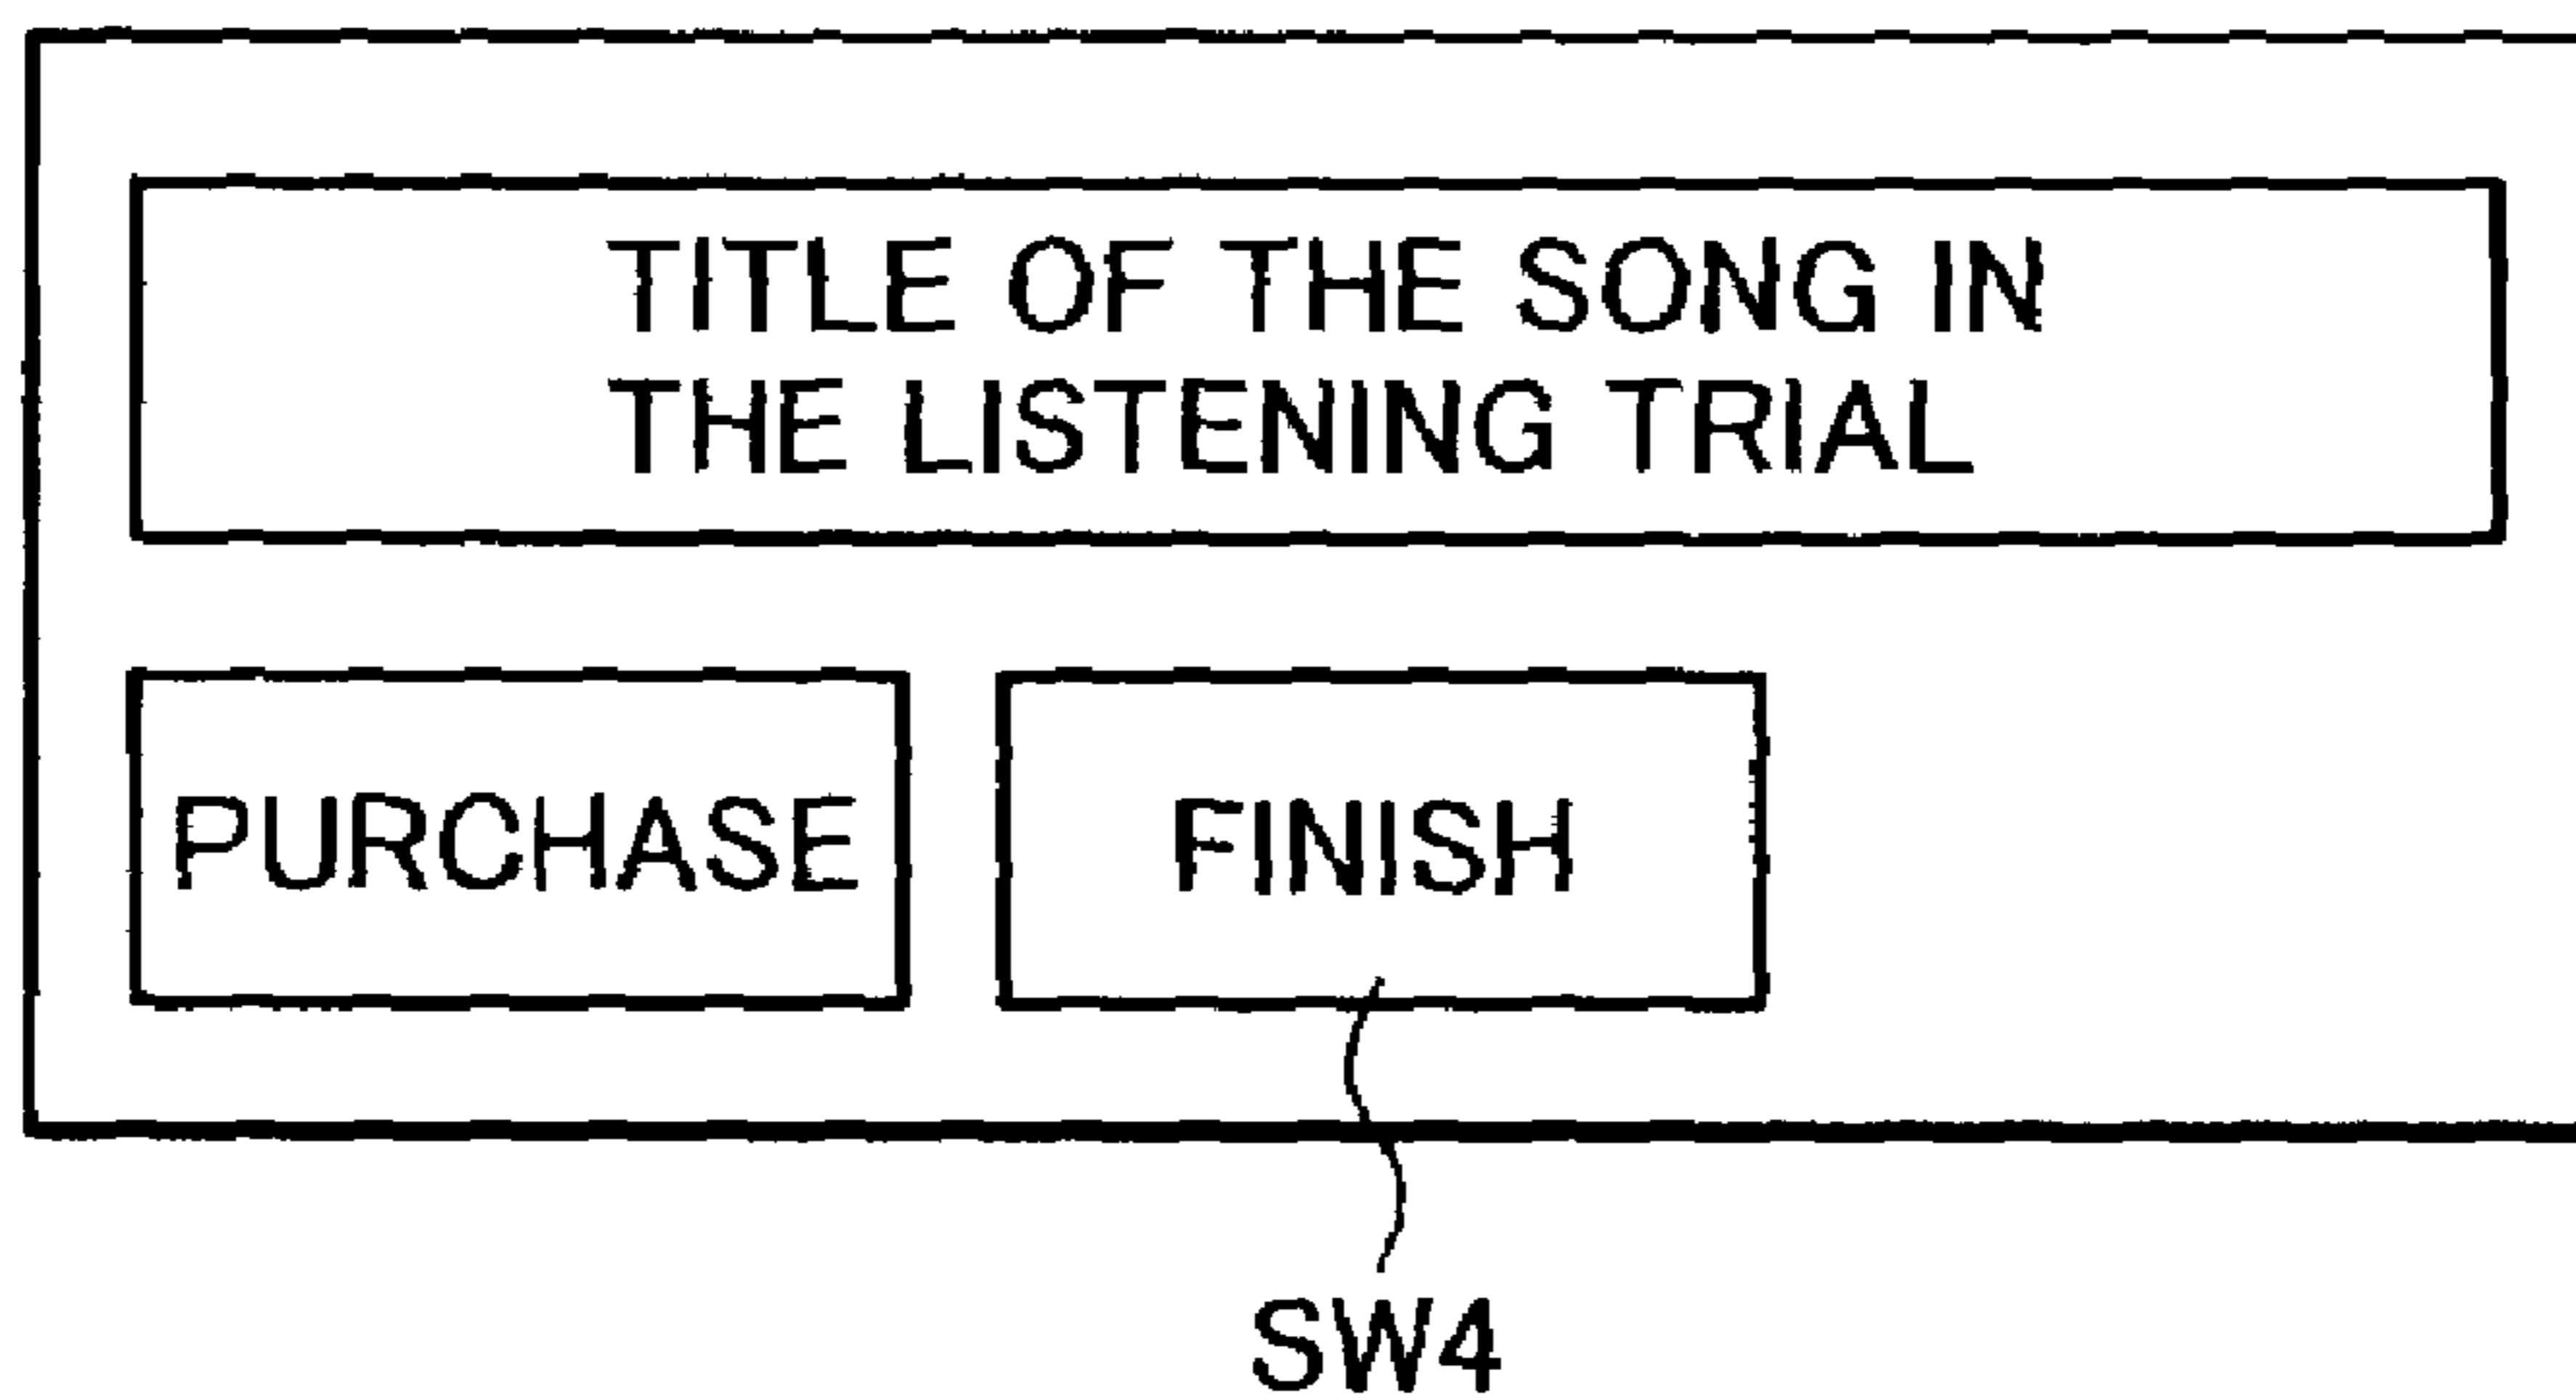 TITLE OF THE SONG IN
THE LISTENING TRIAL
PURCHASE
FINISH
SW4